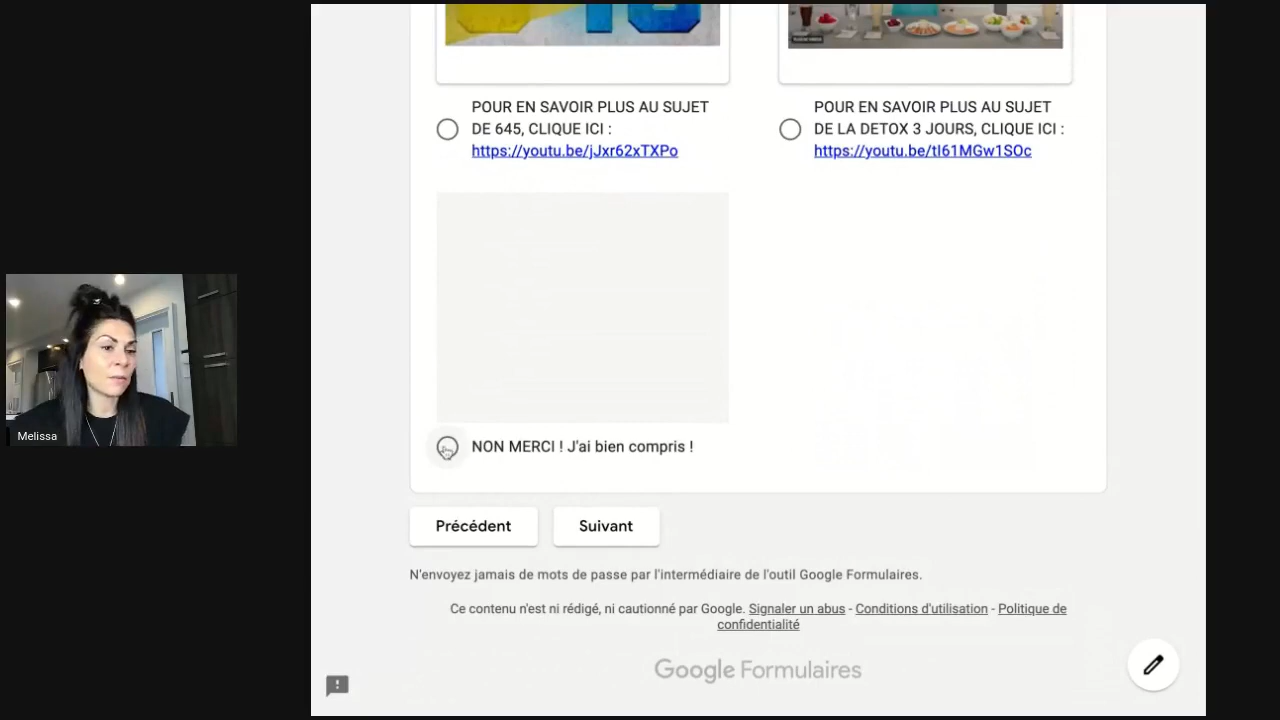 POUR EN SAVOIR PLUS AU SUJET
DE 645, CLIQUE ICI :
https://youtu.be/jJxr62xTXPo
POUR EN SAVOIR PLUS AU SUJET
DE LA DETOX 3 JOURS, CLIQUE ICI :
https://youtu.be/tI61MGw1SOc
Melissa
NON MERCI ! J'ai bien compris !
Précédent
Suivant
N'envoyez jamais de mots de passe par l'intermédiaire de l'outil Google Formulaires.
Ce contenu n'est ni rédigé, ni cautionné par Google. Signaler un abus - Conditions d'utilisation - Politique de
confidentialité
Google Formulaires